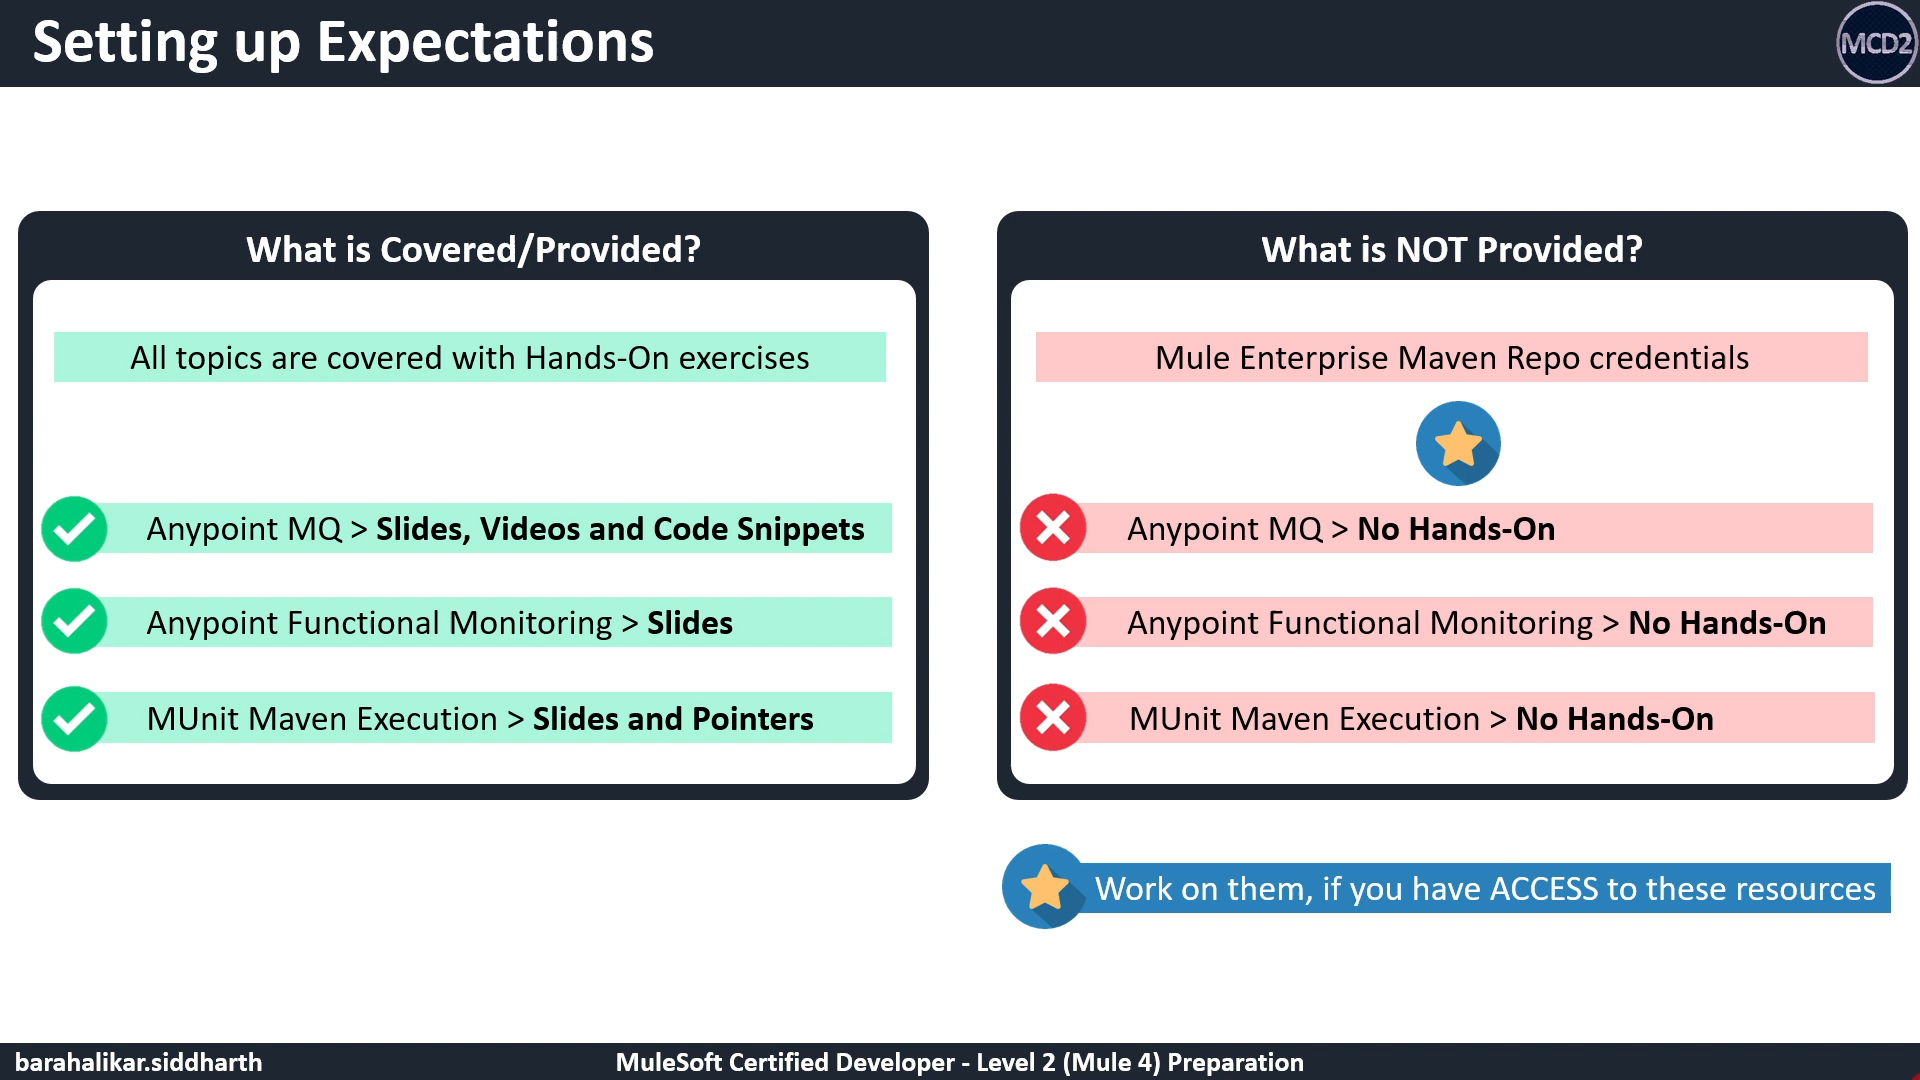 Setting up Expectations
MCD2
What is Covered/Provided?
All topics are covered with Hands-On exercises
Anypoint MQ > Slides, Videos and Code Snippets
Anypoint Functional Monitoring > Slides
MUnit Maven Execution > Slides and Pointers
What is NOT Provided?
Mule Enterprise Maven Repo credentials
Anypoint MQ > No Hands-On
Anypoint Functional Monitoring > No Hands-On
MUnit Maven Execution > No Hands-On
Work on them, if you have ACCESS to these resources
barahalikar.siddharth
MuleSoft Certified Developer - Level 2 (Mule 4) Preparation